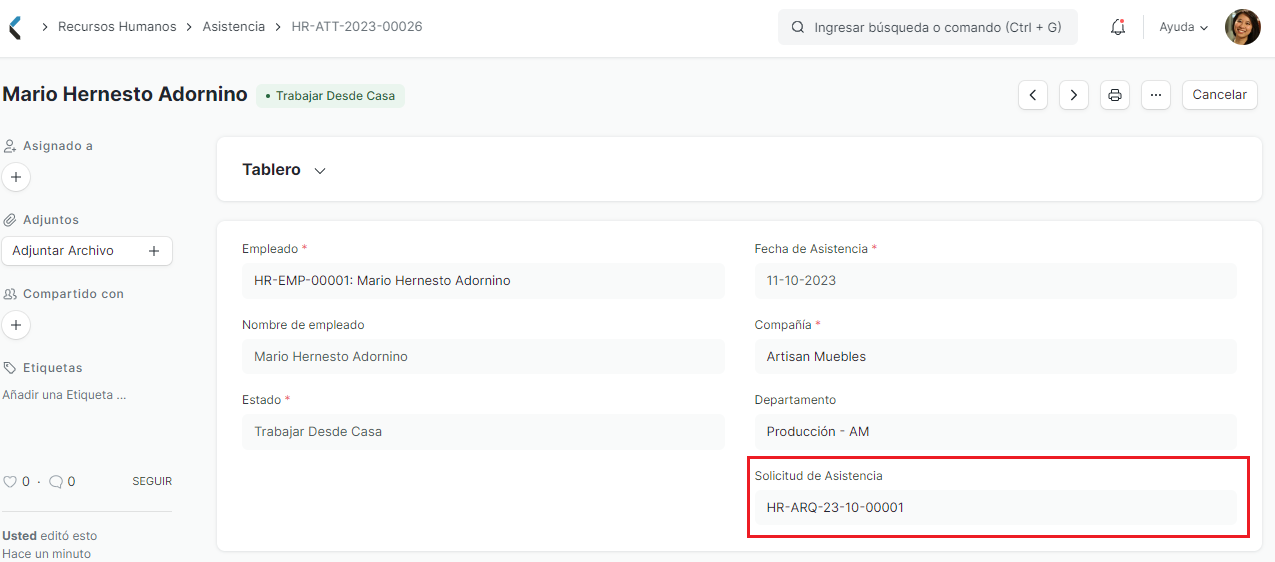 Recursos Humanos
Asistencia
HR-ATT-2023-00026
Ingresar búsqueda o comando (Ctrl + G)
Ayuda
Mario Hernesto Adornino
Trabajar Desde Casa
Cancelar
Asignado a
Adjuntos
Adjuntar Archivo
Compartido con
Etiquetas
Añadir una Etiqueta ...
0 · 0
SEGUIR
Usted editó esto
Hace un minuto
Tablero
Empleado *
HR-EMP-00001: Mario Hernesto Adornino
Nombre de empleado
Mario Hernesto Adornino
Estado *
Trabajar Desde Casa
Fecha de Asistencia *
11-10-2023
Compañía *
Artisan Muebles
Departamento
Producción - AM
Solicitud de Asistencia
HR-ARQ-23-10-00001